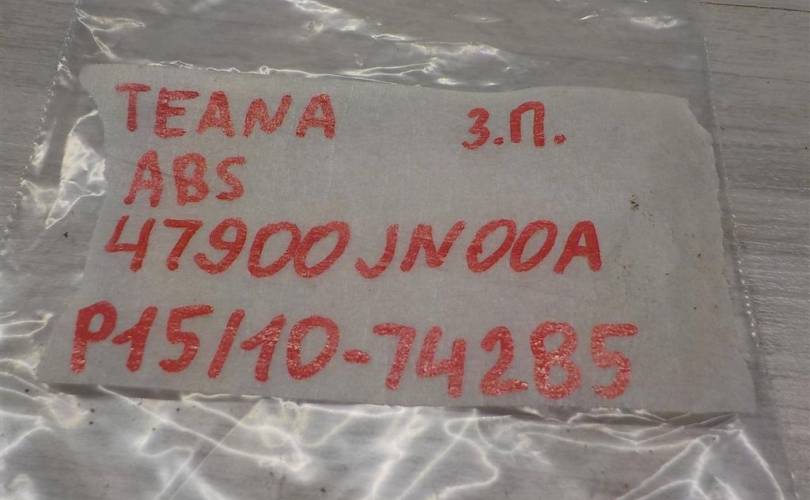 TEANA З.П.
ABS
47900JN00A
P15/10-74285